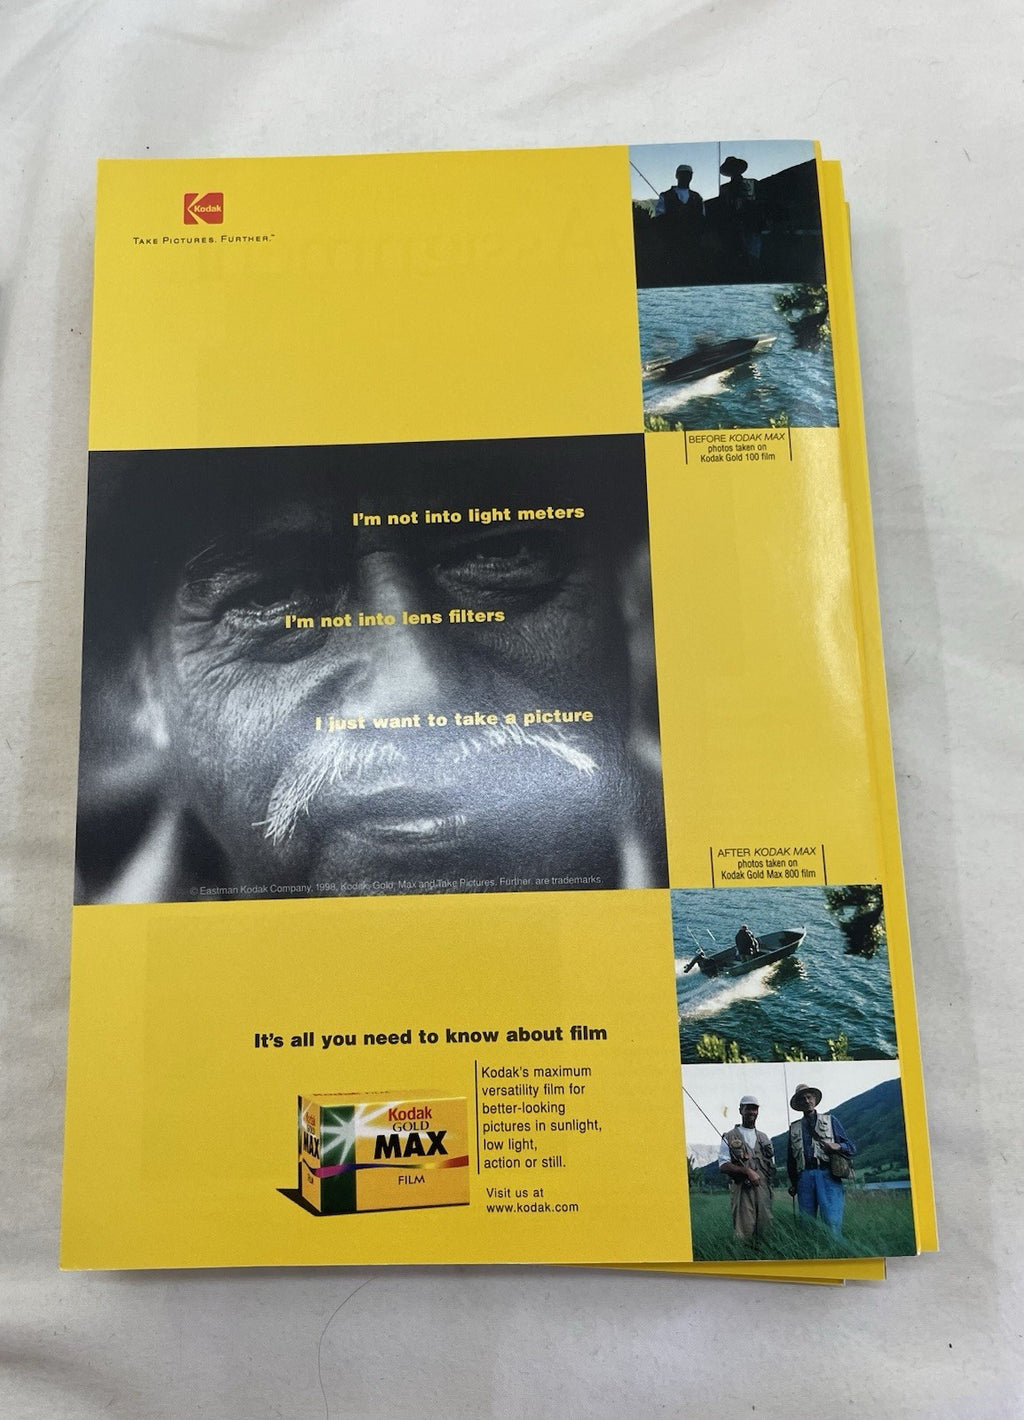 Kodak
TAKE PICTURES. FURTHER.™
BEFORE KODAK MAX
photos taken on
Kodak Gold 100 film
I'm not into light meters
I'm not into lens filters
I just want to take a picture
© Eastman Kodak Company, 1998. Kodak, Gold, Max and Take Pictures. Further. are trademarks.
AFTER KODAK MAX
photos taken on
Kodak Gold Max 800 film
It's all you need to know about film
Kodak's maximum
versatility film for
better-looking
pictures in sunlight,
low light,
action or still.
Visit us at
www.kodak.com
Kodak
GOLD
MAX
FILM